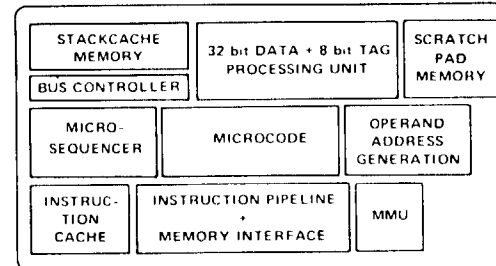 STACKCACHE
MEMORY
BUS CONTROLLER
32 bit DATA + 8 bit TAG
PROCESSING UNIT
SCRATCH
PAD
MEMORY
MICRO-
SEQUENCER
MICROCODE
OPERAND
ADDRESS
GENERATION
INSTRUC-
TION
CACHE
INSTRUCTION PIPELINE
+
MEMORY INTERFACE
MMU